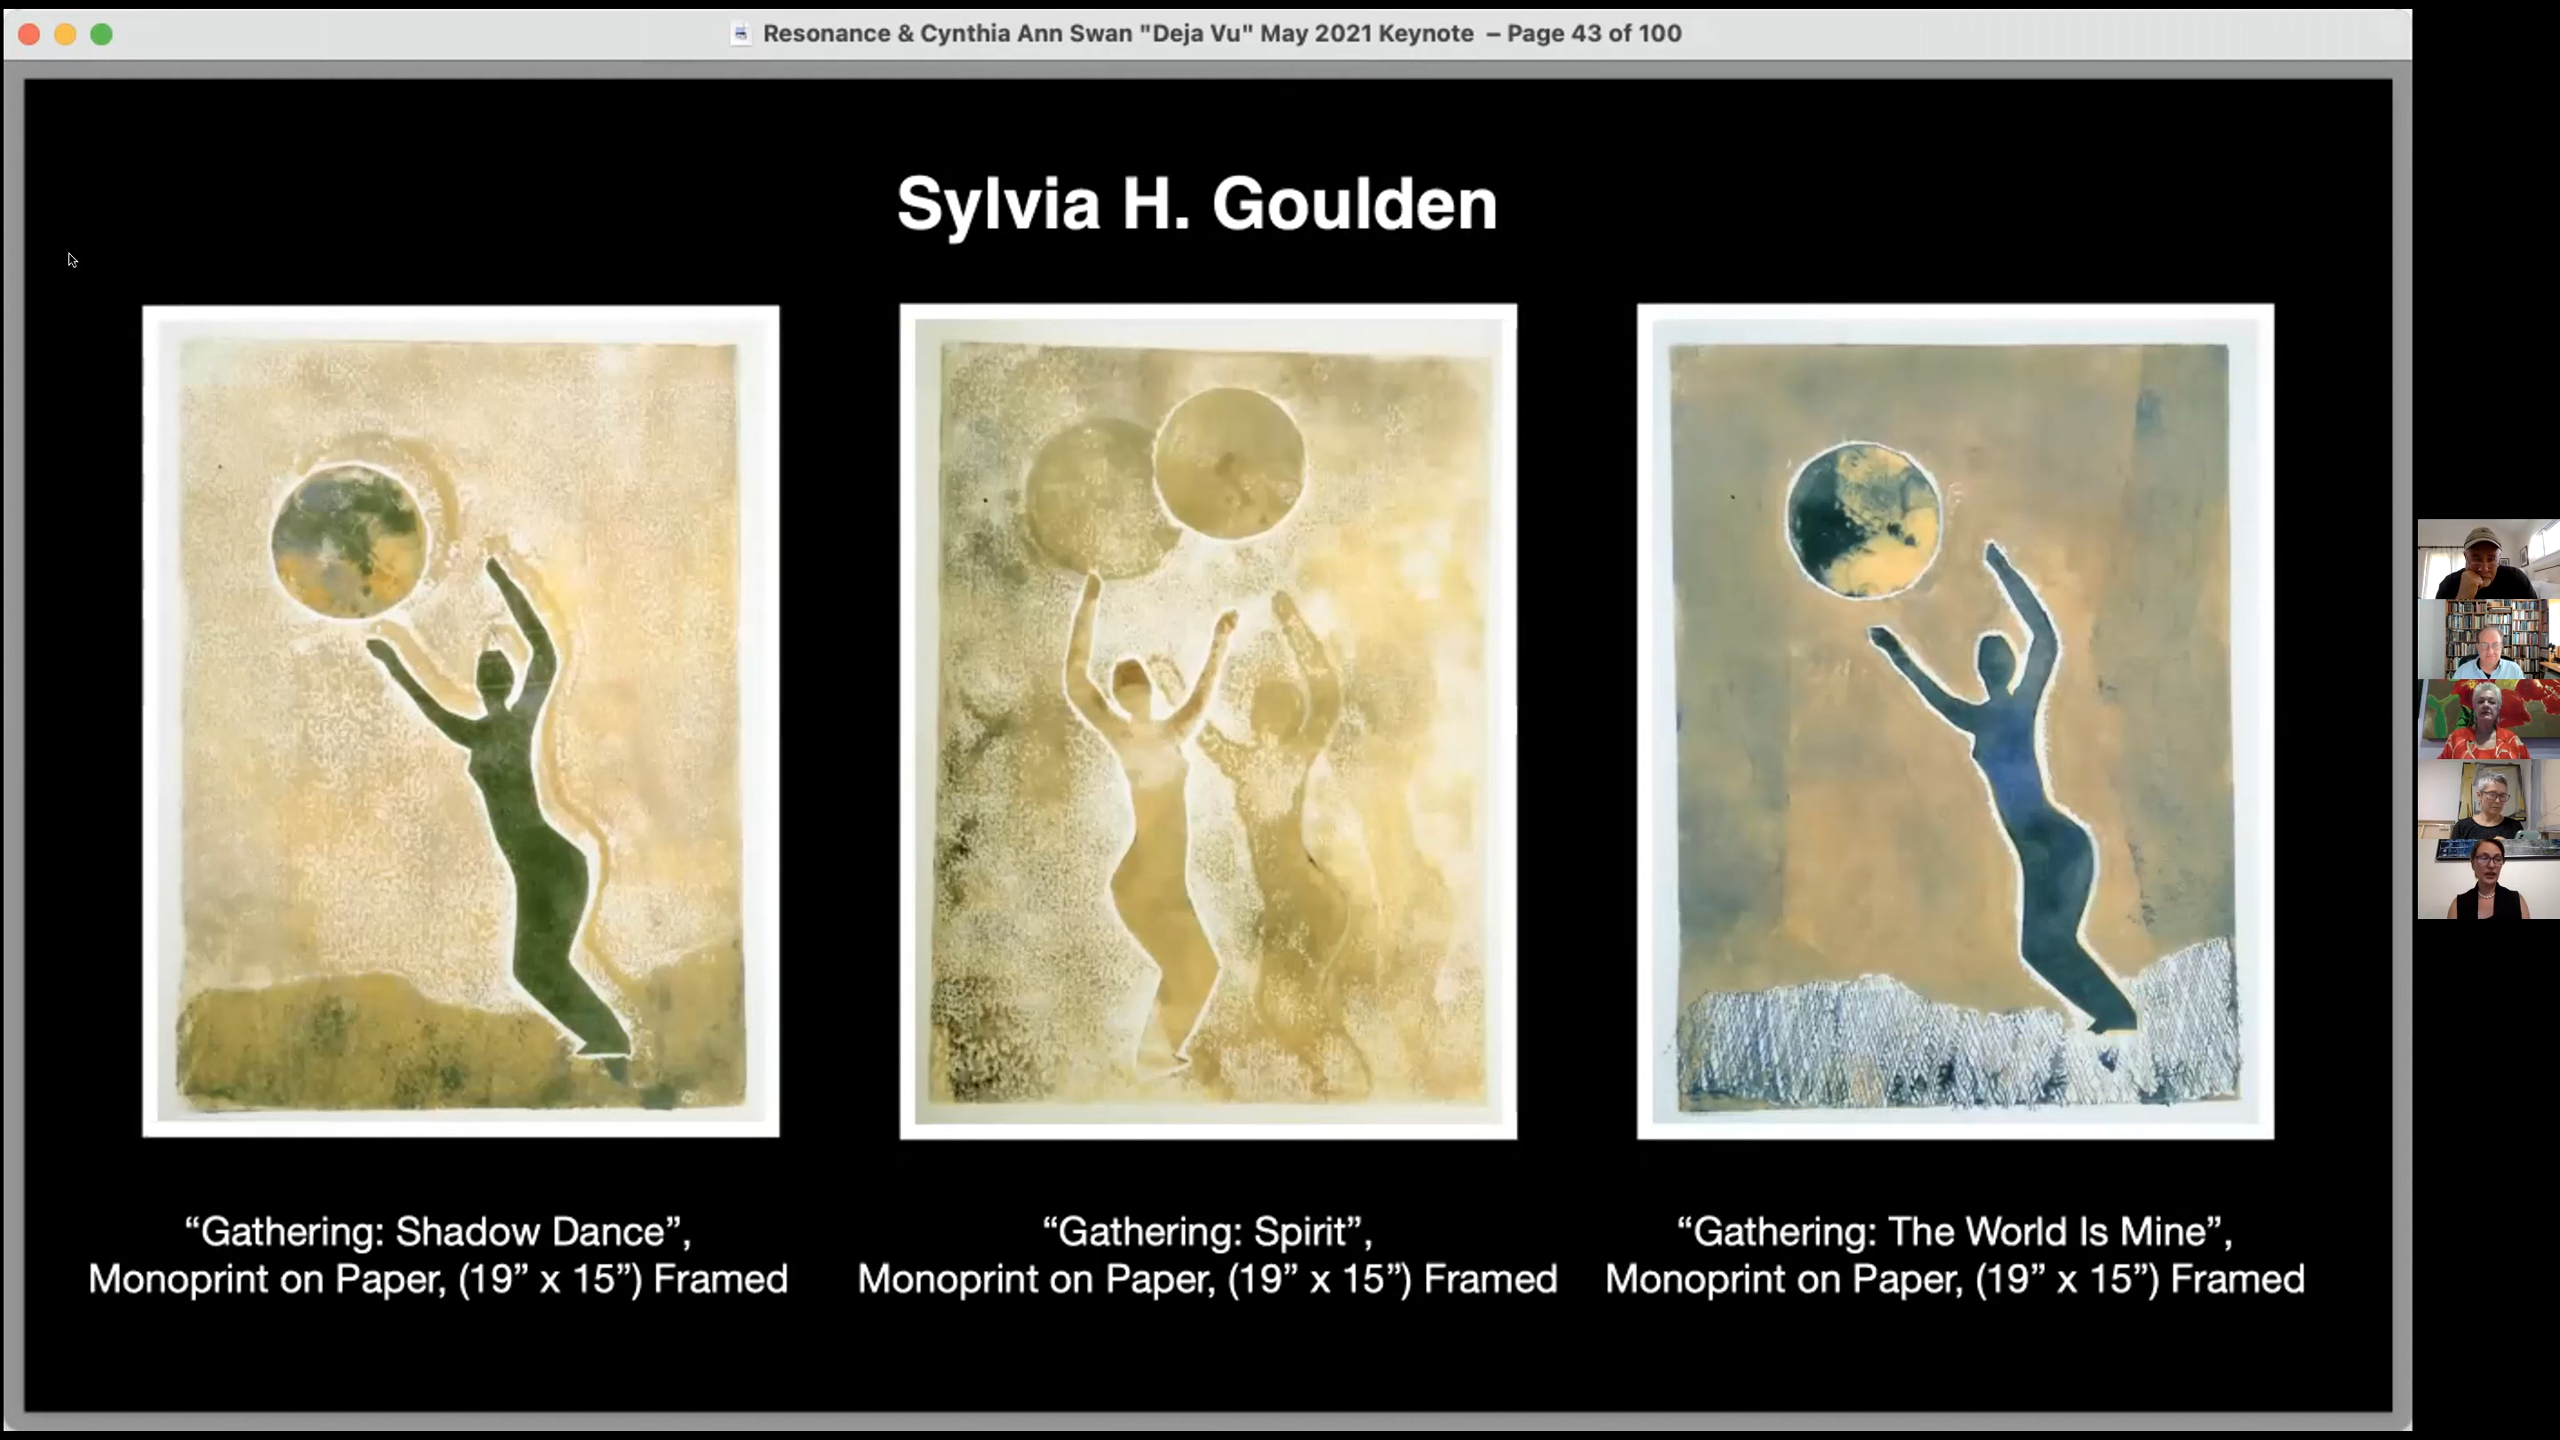 Resonance & Cynthia Ann Swan "Deja Vu" May 2021 Keynote – Page 43 of 100
Sylvia H. Goulden
“Gathering: Shadow Dance”,
Monoprint on Paper, (19” x 15”) Framed
“Gathering: Spirit”,
Monoprint on Paper, (19” x 15”) Framed
“Gathering: The World Is Mine”,
Monoprint on Paper, (19” x 15”) Framed